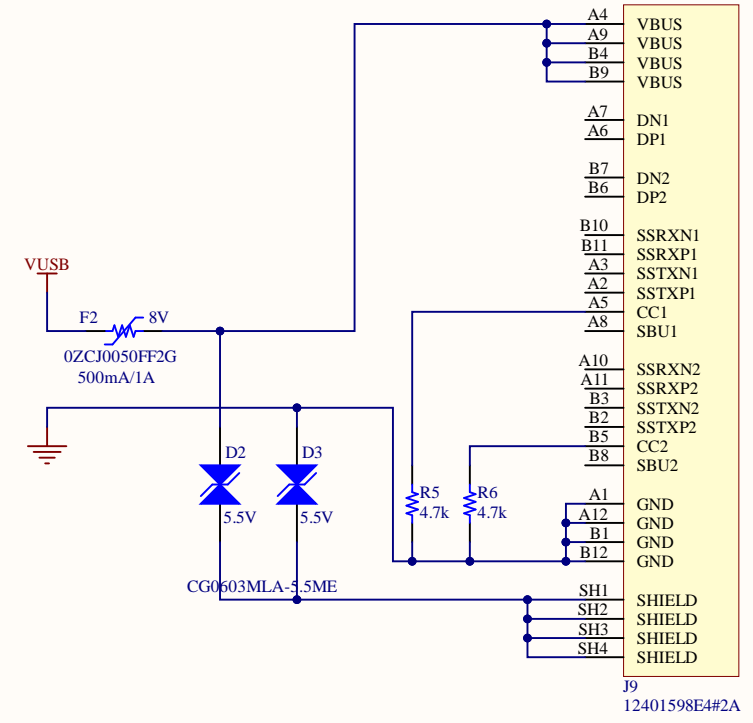 A4 VBUS
A9 VBUS
B4 VBUS
B9 VBUS
A7 DN1
A6 DP1
B7 DN2
B6 DP2
B10 SSRXN1
B11 SSRXP1
A3 SSTXN1
A2 SSTXP1
A5 CC1
A8 SBU1
A10 SSRXN2
A11 SSRXP2
B3 SSTXN2
B2 SSTXP2
B5 CC2
B8 SBU2
A1 GND
A12 GND
B1 GND
B12 GND
SH1 SHIELD
SH2 SHIELD
SH3 SHIELD
SH4 SHIELD
J9
12401598E4#2A
VUSB
F2 8V
0ZCJ0050FF2G
500mA/1A
D2 D3
5.5V 5.5V
CG0603MLA-5.5ME
R5 R6
4.7k 4.7k